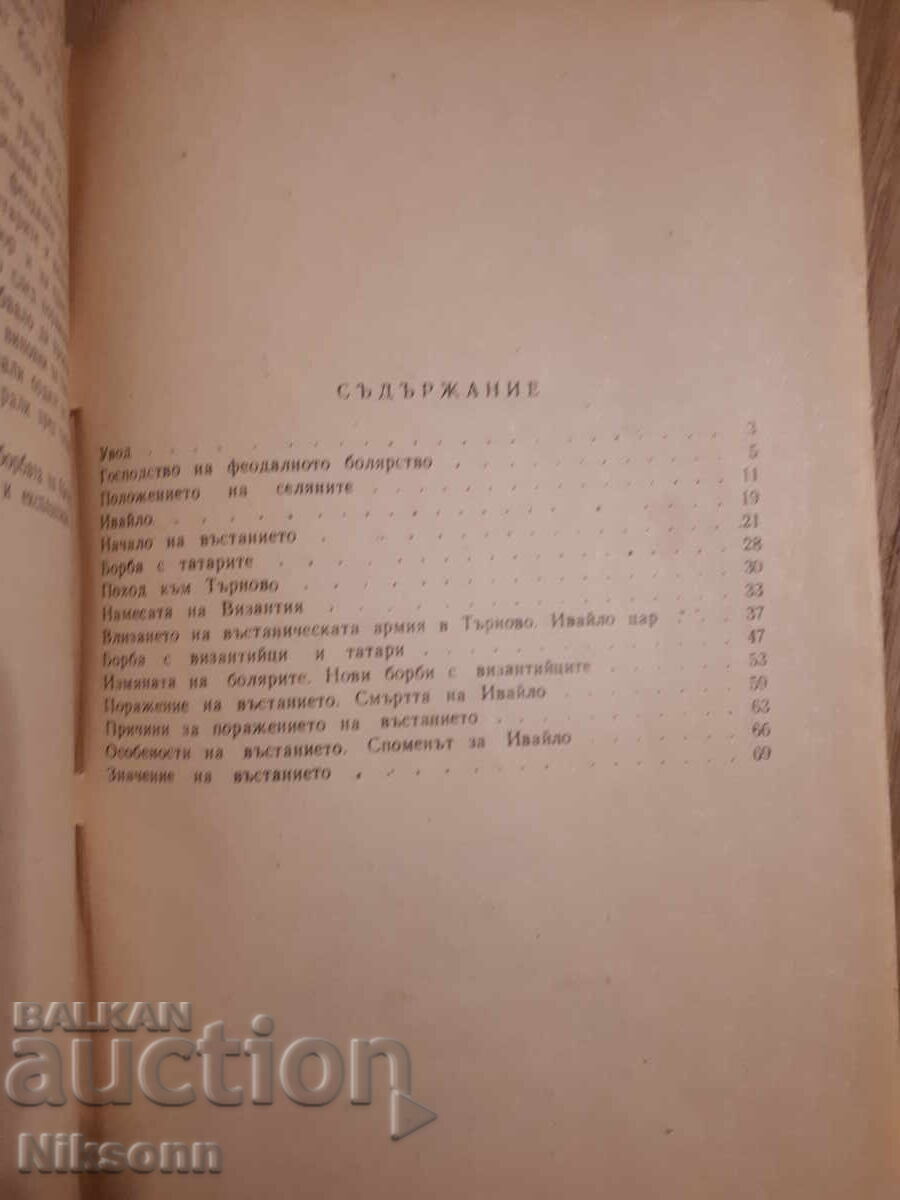 СЪДЪРЖАНИЕ
Увод 3
Господство на феодалното болярство 5
Положението на селяните 11
Ивайло 19
Начало на въстанието 21
Борба с татарите 28
Поход към Търново 30
Намесата на Византия 33
Влизането на въстаническата армия в Търново. Ивайло цар 37
Борба с византийци и татари 47
Измяната на болярите. Нови борби с византийците 53
Поражение на въстанието. Смъртта на Ивайло 59
Причини за поражението на въстанието 63
Особености на въстанието. Споменът за Ивайло 66
Значение на въстанието 69
BALKAN
auction
Niksonn